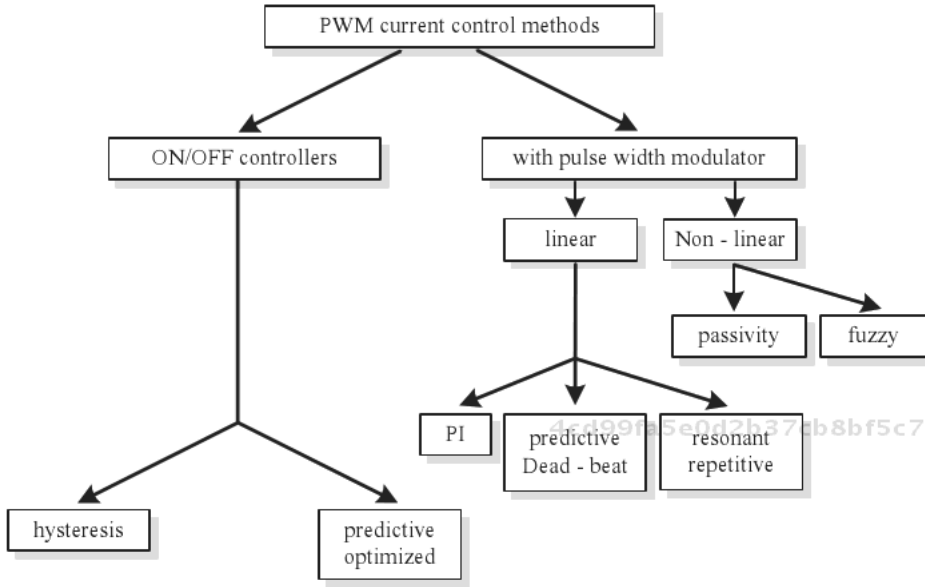 PWM current control methods
ON/OFF controllers
with pulse width modulator
linear
Non - linear
passivity
fuzzy
PI
predictive
Dead - beat
resonant
repetitive
4cd99fa5e0d2b37cb8bf5c7
hysteresis
predictive
optimized